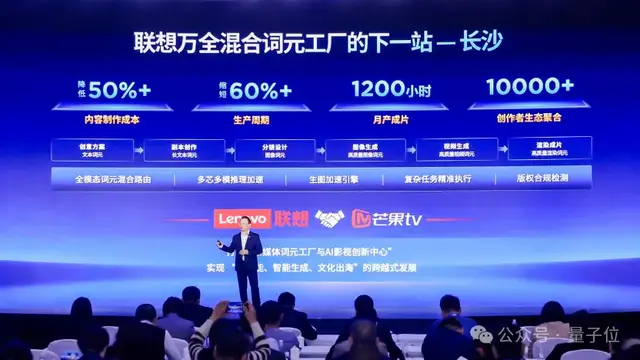 联想万全混合词元工厂的下一站—长沙
降低50%+
缩短60%+
1200小时
10000+
内容制作成本
生产周期
月产成片
创作者生态聚合
创意方案
文本词元
剧本创作
长文本词元
分镜设计
图像词元
图像生成
高质量图像词元
视频生成
高质量视频词元
渲染成片
高质量渲染词元
全模态词元混合路由
多芯多模推理加速
生图加速引擎
复杂任务精准执行
版权合规检测
Lenovo 联想
芒果tv
媒体词元工厂与AI影视创新中心”
实现
能、智能生成、文化出海”的跨越式发展
公众号·量子位